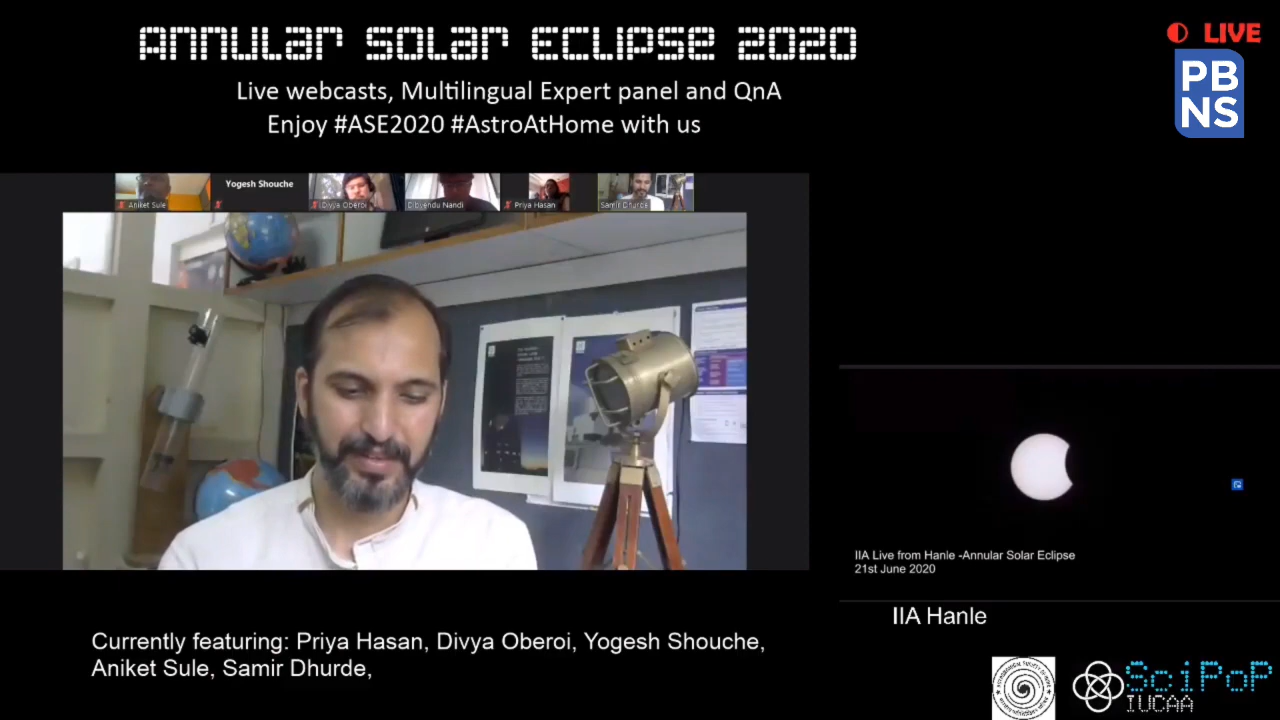 ANNULAR SOLAR ECLIPSE 2020
LIVE
PB
NS
Live webcasts, Multilingual Expert panel and QnA
Enjoy #ASE2020 #AstroAtHome with us
Yogesh Shouche
Aniket Sule
Divya Oberoi
Dibyendu Nandi
Priya Hasan
Samir Dhurde
IIA Live from Hanle -Annular Solar Eclipse
21st June 2020
IIA Hanle
Currently featuring: Priya Hasan, Divya Oberoi, Yogesh Shouche,
Aniket Sule, Samir Dhurde,
SciPoP
IUCAA